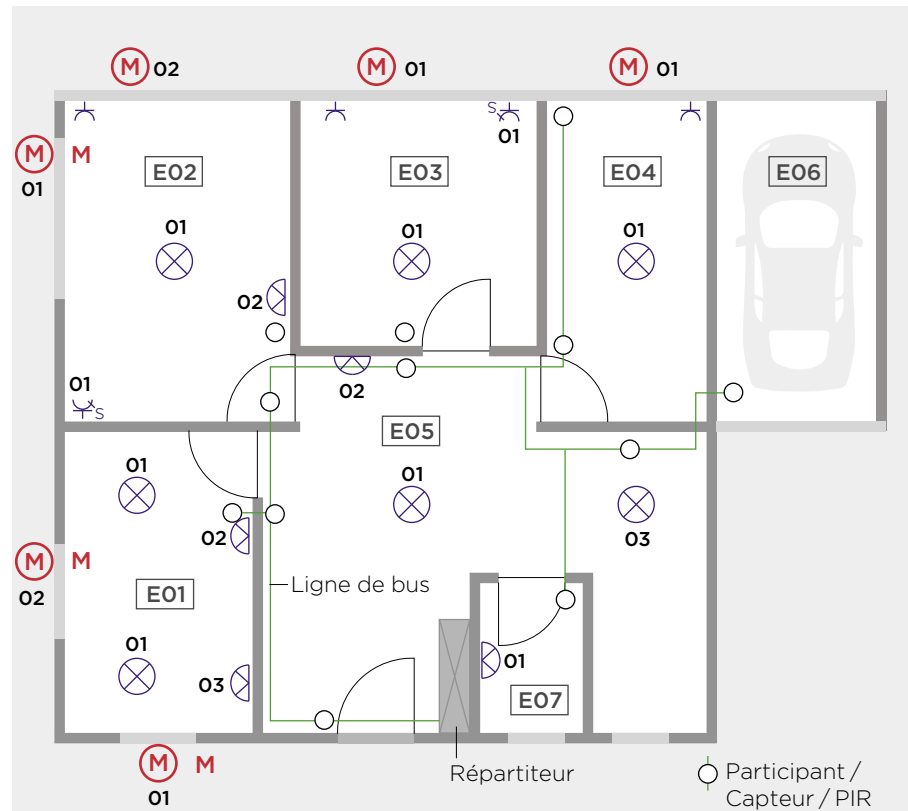 M 02
M 01
M 01
M M
01
S
01
E02
E03
E04
E06
01
01
01
02
02
01
S
E05
01
01
02
03
M M
02
E01
Ligne de bus
01
03
01
E07
M M
01
Répartiteur
Participant /
Capteur / PIR